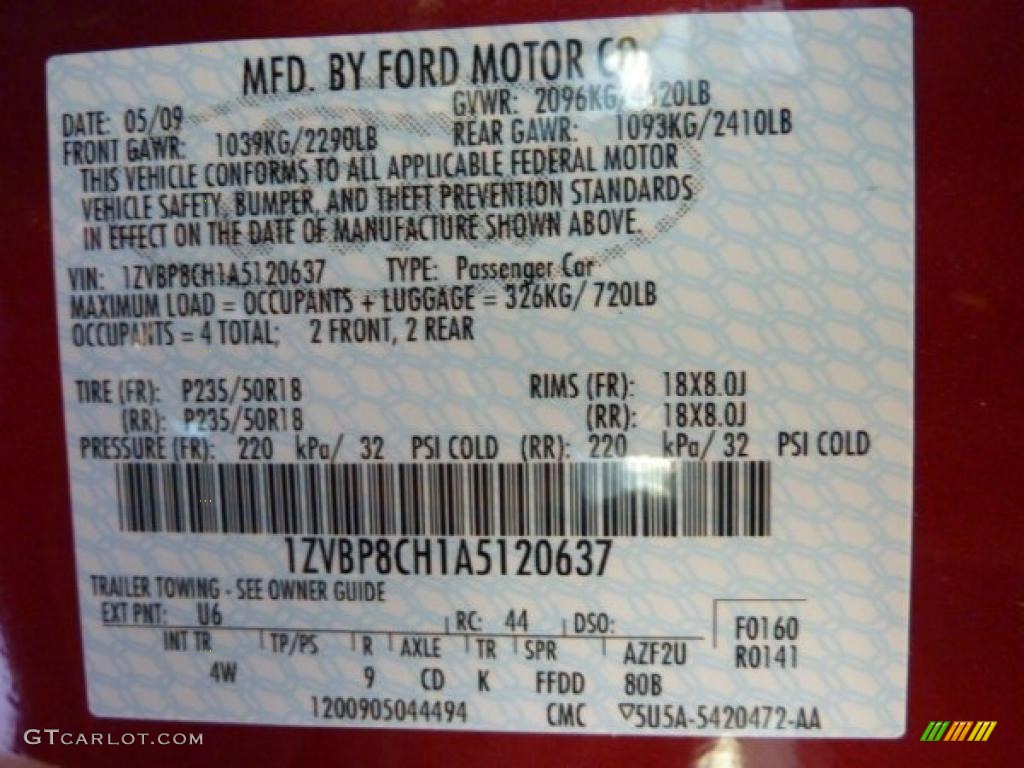 MFD. BY FORD MOTOR CO.
DATE: 05/09 GVWR: 2096KG/4620LB
FRONT GAWR: 1039KG/2290LB REAR GAWR: 1093KG/2410LB
THIS VEHICLE CONFORMS TO ALL APPLICABLE FEDERAL MOTOR
VEHICLE SAFETY, BUMPER, AND THEFT PREVENTION STANDARDS
IN EFFECT ON THE DATE OF MANUFACTURE SHOWN ABOVE.
VIN: 1ZVBP8CH1A5120637 TYPE: Passenger Car
MAXIMUM LOAD = OCCUPANTS + LUGGAGE = 326KG/ 720LB
OCCUPANTS = 4 TOTAL; 2 FRONT, 2 REAR
TIRE (FR): P235/50R18 RIMS (FR): 18X8.0J
(RR): P235/50R18 (RR): 18X8.0J
PRESSURE (FR): 220 kPa/ 32 PSI COLD (RR): 220 kPa/ 32 PSI COLD
1ZVBP8CH1A5120637
TRAILER TOWING - SEE OWNER GUIDE
EXT PNT: U6 RC: 44 DSO: F0160
INT TR TP/PS R AXLE TR SPR AZF2U R0141
4W 9 CD K FFDD 80B
1200905044494 CMC ▽5U5A-5420472-AA
GTCARLOT.COM